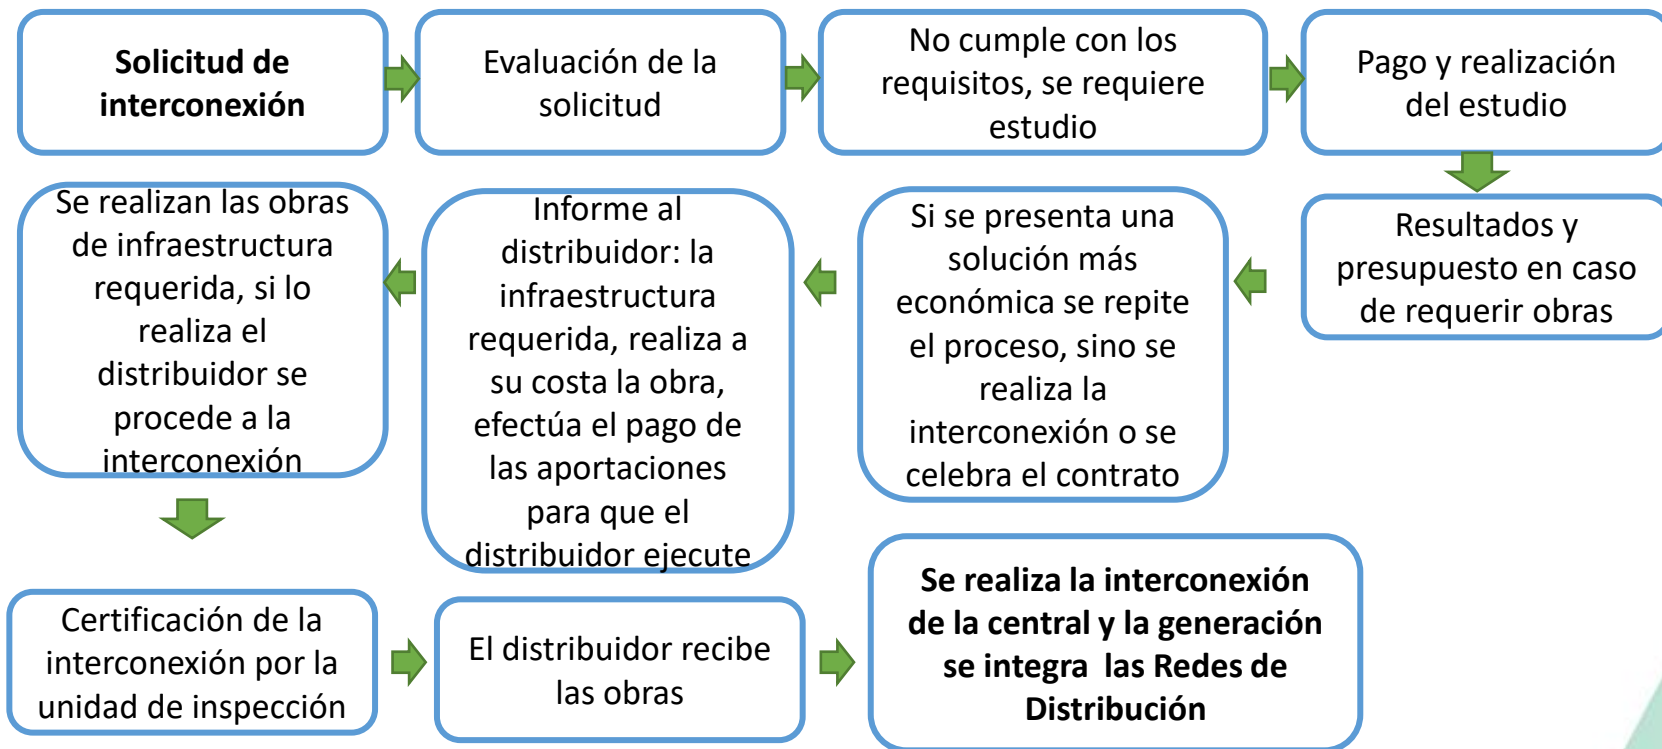 Solicitud de
interconexión
Evaluación de la
solicitud
No cumple con los
requisitos, se requiere
estudio
Pago y realización
del estudio
Resultados y
presupuesto en caso
de requerir obras
Si se presenta una
solución más
económica se repite
el proceso, sino se
realiza la
interconexión o se
celebra el contrato
Informe al
distribuidor: la
infraestructura
requerida, realiza a
su costa la obra,
efectúa el pago de
las aportaciones
para que el
distribuidor ejecute
Se realizan las obras
de infraestructura
requerida, si lo
realiza el
distribuidor se
procede a la
interconexión
Certificación de la
interconexión por la
unidad de inspección
El distribuidor recibe
las obras
Se realiza la interconexión
de la central y la generación
se integra  las Redes de
Distribución